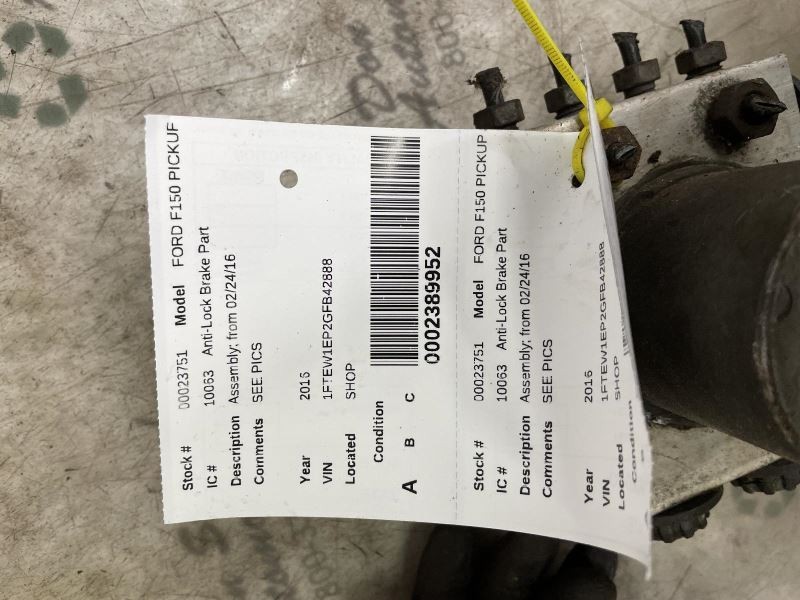 Stock # 00023751 Model FORD F150 PICKUP
IC # 10063 Anti-Lock Brake Part
Description Assembly; from 02/24/16
Comments SEE PICS
Year 2016
VIN 1FTEW1EP2GFB42888
Located SHOP
Condition
A B C
0002389952
Stock # 00023751 Model FORD F150 PICKUP
IC # 10063 Anti-Lock Brake Part
Description Assembly; from 02/24/16
Comments SEE PICS
Year 2016
VIN 1FTEW1EP2GFB42888
Located SHOP
Condition